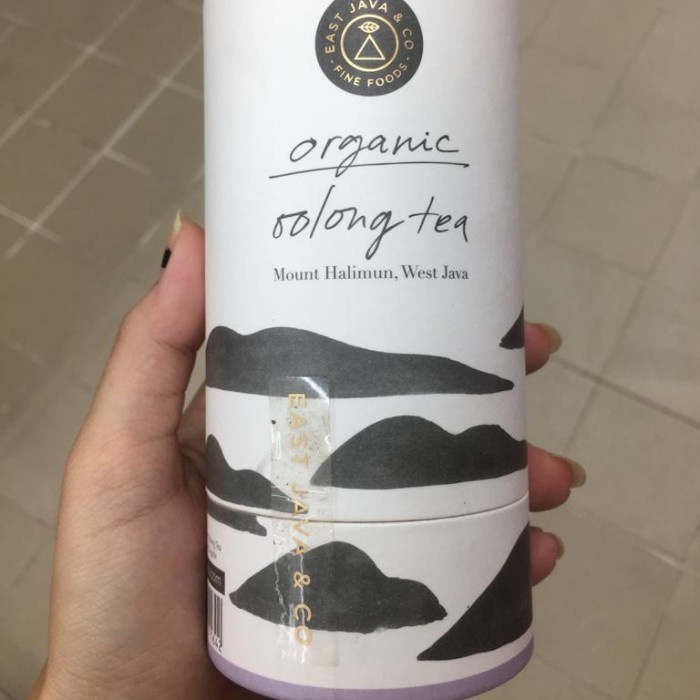 EAST JAVA & CO
FINE FOODS
organic
oolong tea
Mount Halimun, West Java
EAST JAVA & CO